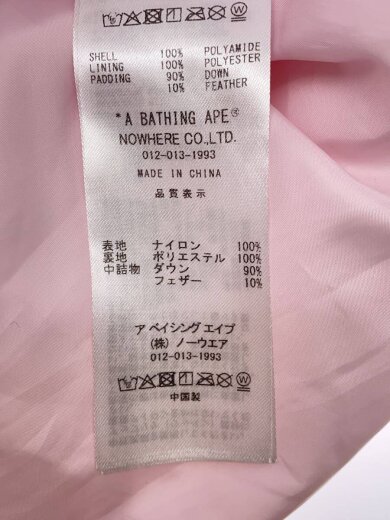 SHELL 100% POLYAMIDE
LINING 100% POLYESTER
PADDING 90% DOWN
10% FEATHER
*A BATHING APE®
NOWHERE CO.,LTD.
012-013-1993
MADE IN CHINA
品質表示
表地 ナイロン 100%
裏地 ポリエステル 100%
中詰物 ダウン 90%
フェザー 10%
ア ベイシング エイプ
(株) ノーウエア
012-013-1993
中国製